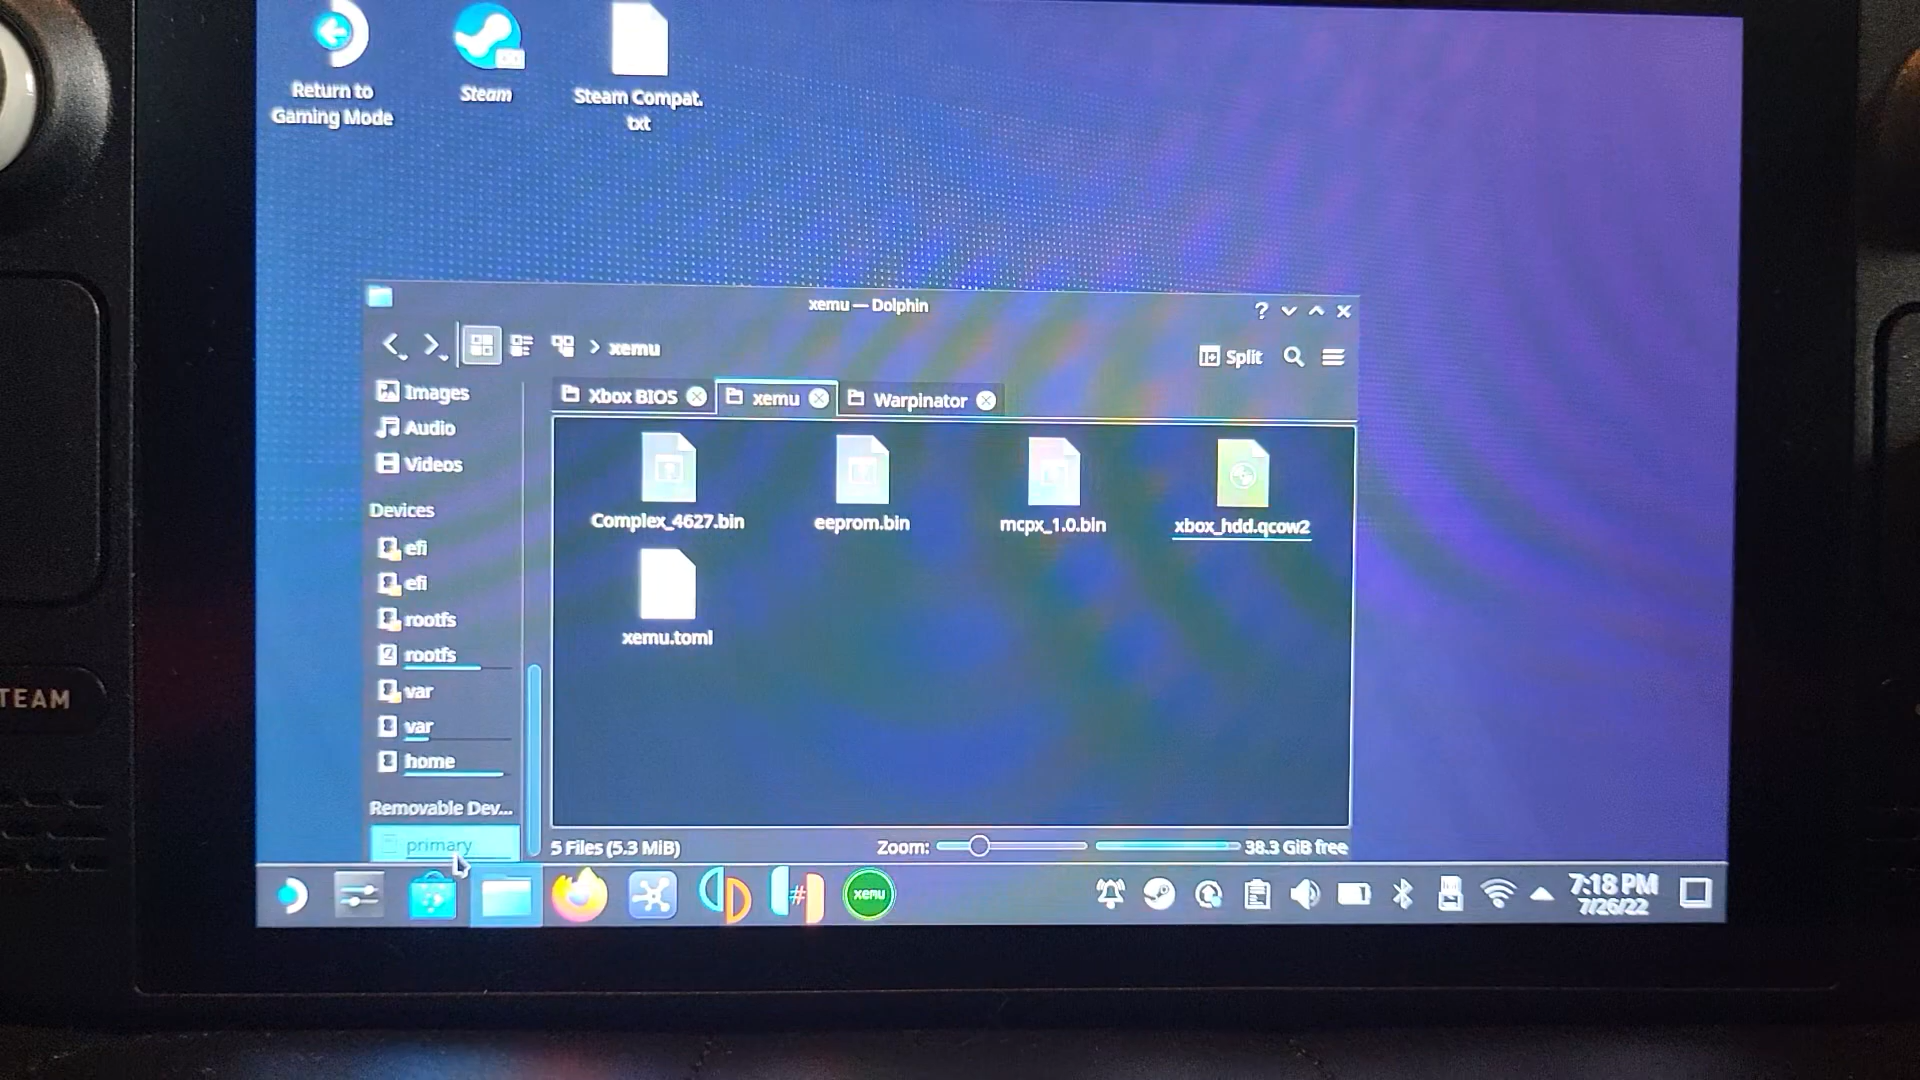 Return to
Gaming Mode
Steam
Steam Compat.
txt
xemu — Dolphin
xemu
Split
Images
Audio
Videos
Devices
efi
efi
rootfs
rootfs
var
var
home
Removable Dev...
primary
Xbox BIOS
xemu
Warpinator
Complex_4627.bin
eeprom.bin
mcpx_1.0.bin
xbox_hdd.qcow2
xemu.toml
5 Files (5.3 MiB)
Zoom:
38.3 GiB free
TEAM
xemu
7:18 PM
7/26/22